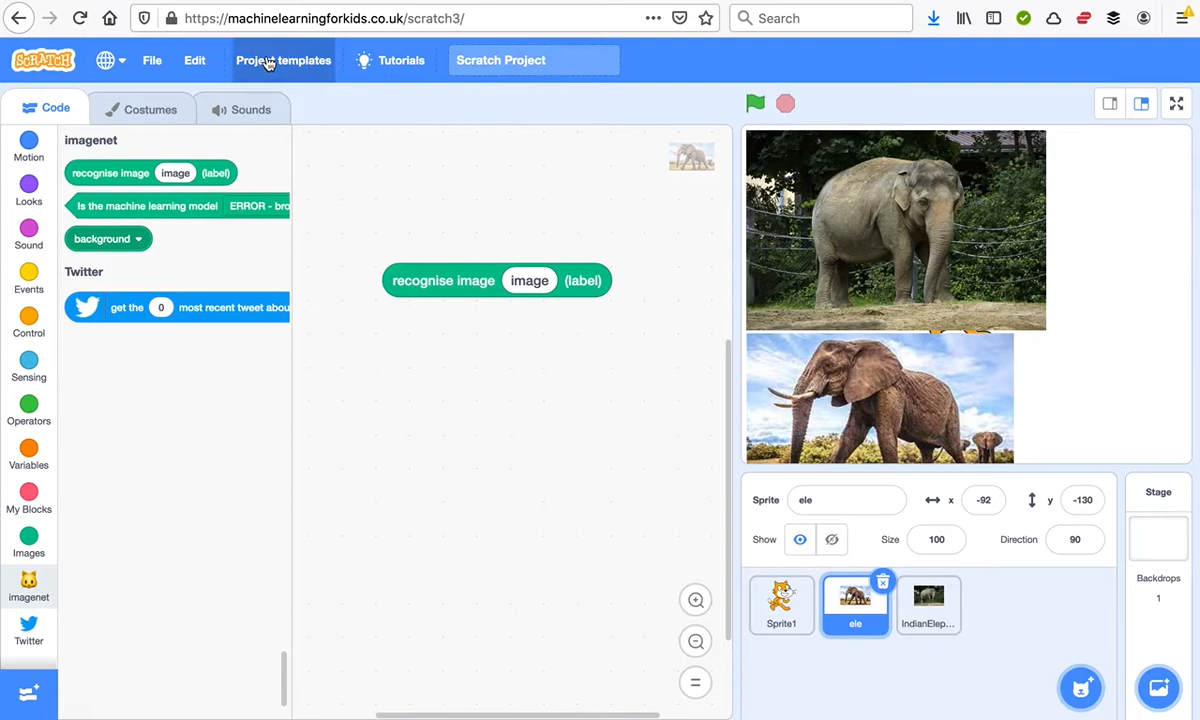 https://machinelearningforkids.co.uk/scratch3/
Search
SCRATCH
File
Edit
Project templates
Tutorials
Scratch Project
Code
Costumes
Sounds
Motion
Looks
Sound
Events
Control
Sensing
Operators
Variables
My Blocks
Images
imagenet
Twitter
imagenet
recognise image image (label)
Is the machine learning model ERROR - bro
background
Twitter
get the 0 most recent tweet abou
recognise image image (label)
Sprite ele x -92 y -130
Show Size 100 Direction 90
Sprite1
ele
IndianElep...
Stage
Backdrops
1